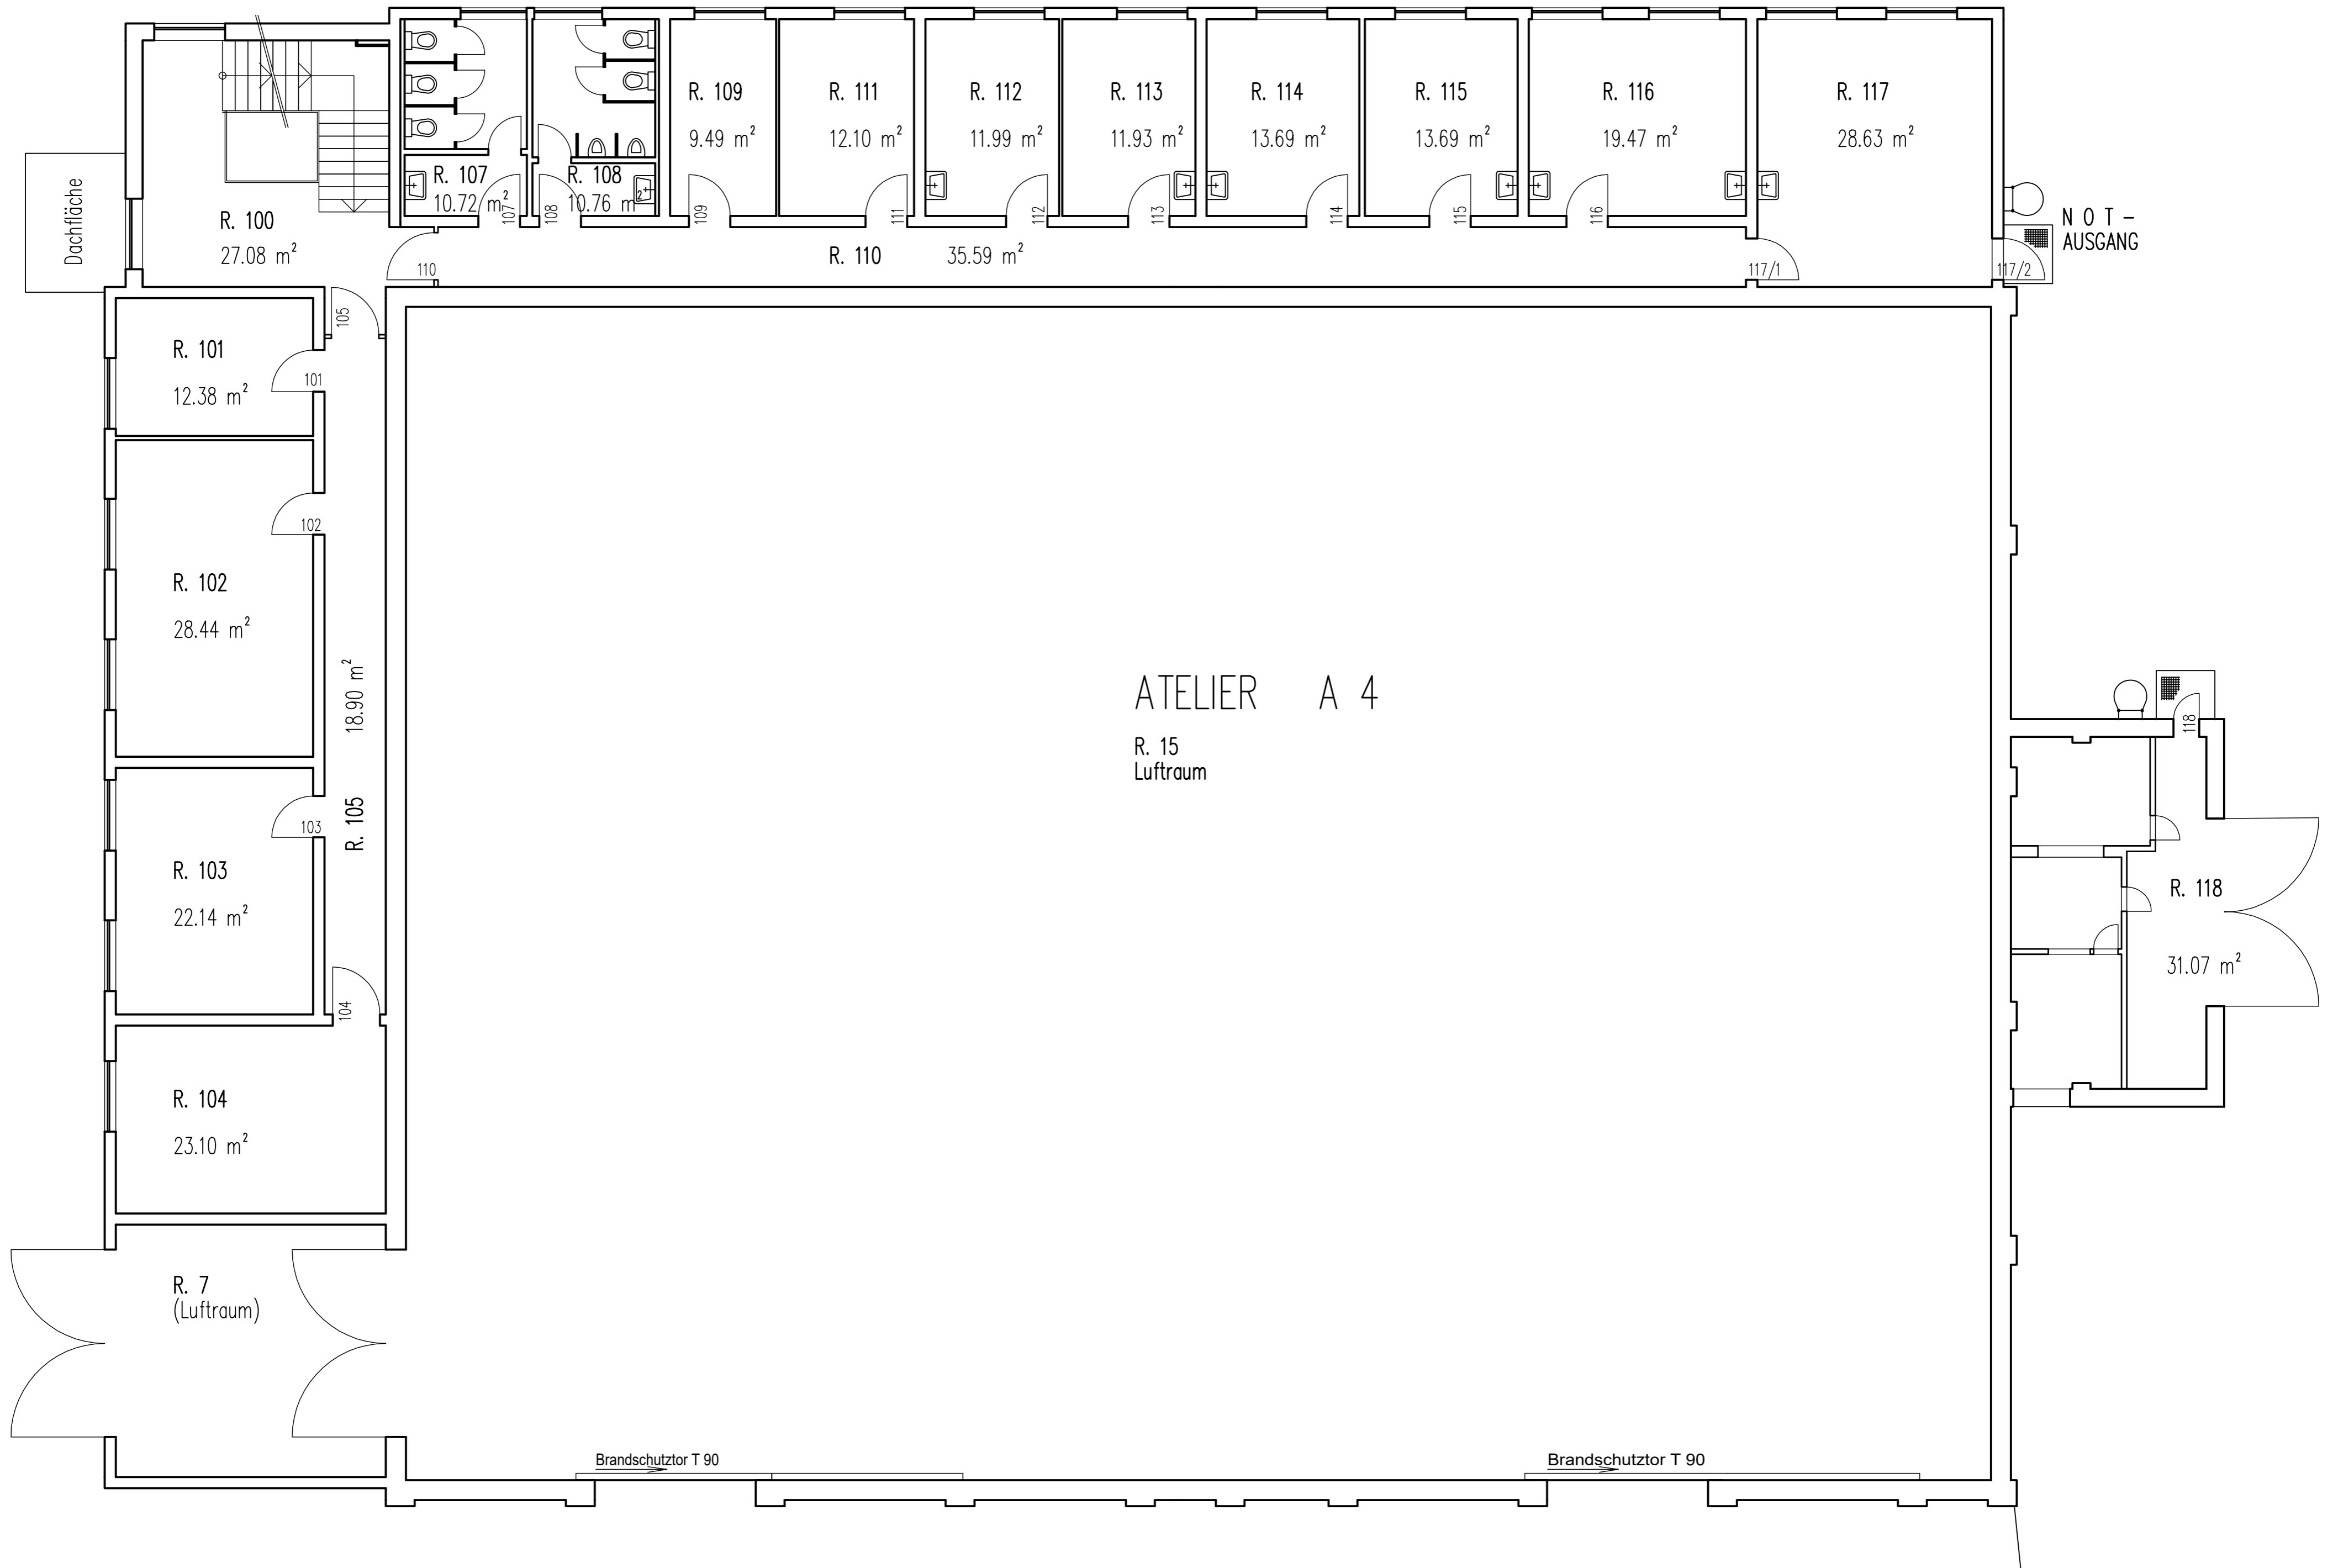 R. 109
9.49 m²
R. 111
12.10 m²
R. 112
11.99 m²
R. 113
11.93 m²
R. 114
13.69 m²
R. 115
13.69 m²
R. 116
19.47 m²
R. 117
28.63 m²
R. 107
10.72 m²
107
R. 108
10.76 m²
108
109
111
112
113
114
115
116
Dachfläche
R. 100
27.08 m²
110
R. 110 35.59 m²
117/1
117/2
N O T –
AUSGANG
105
R. 101
12.38 m²
101
102
R. 102
28.44 m²
R. 105 18.90 m²
103
R. 103
22.14 m²
104
R. 104
23.10 m²
R. 7
(Luftraum)
ATELIER A 4
R. 15
Luftraum
118
R. 118
31.07 m²
Brandschutztor T 90
Brandschutztor T 90